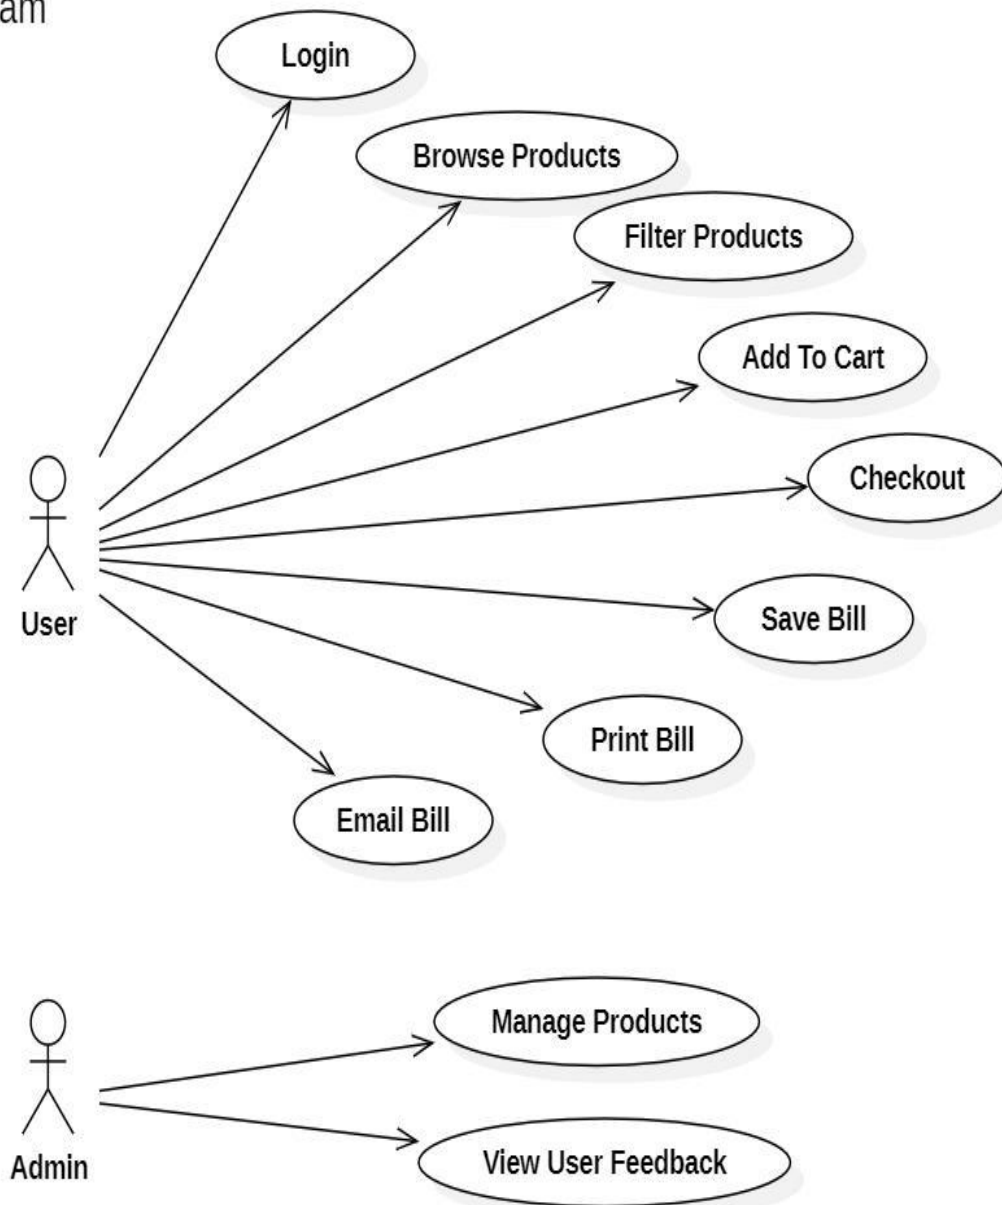 am
Login
Browse Products
Filter Products
Add To Cart
Checkout
Save Bill
User
Print Bill
Email Bill
Manage Products
View User Feedback
Admin